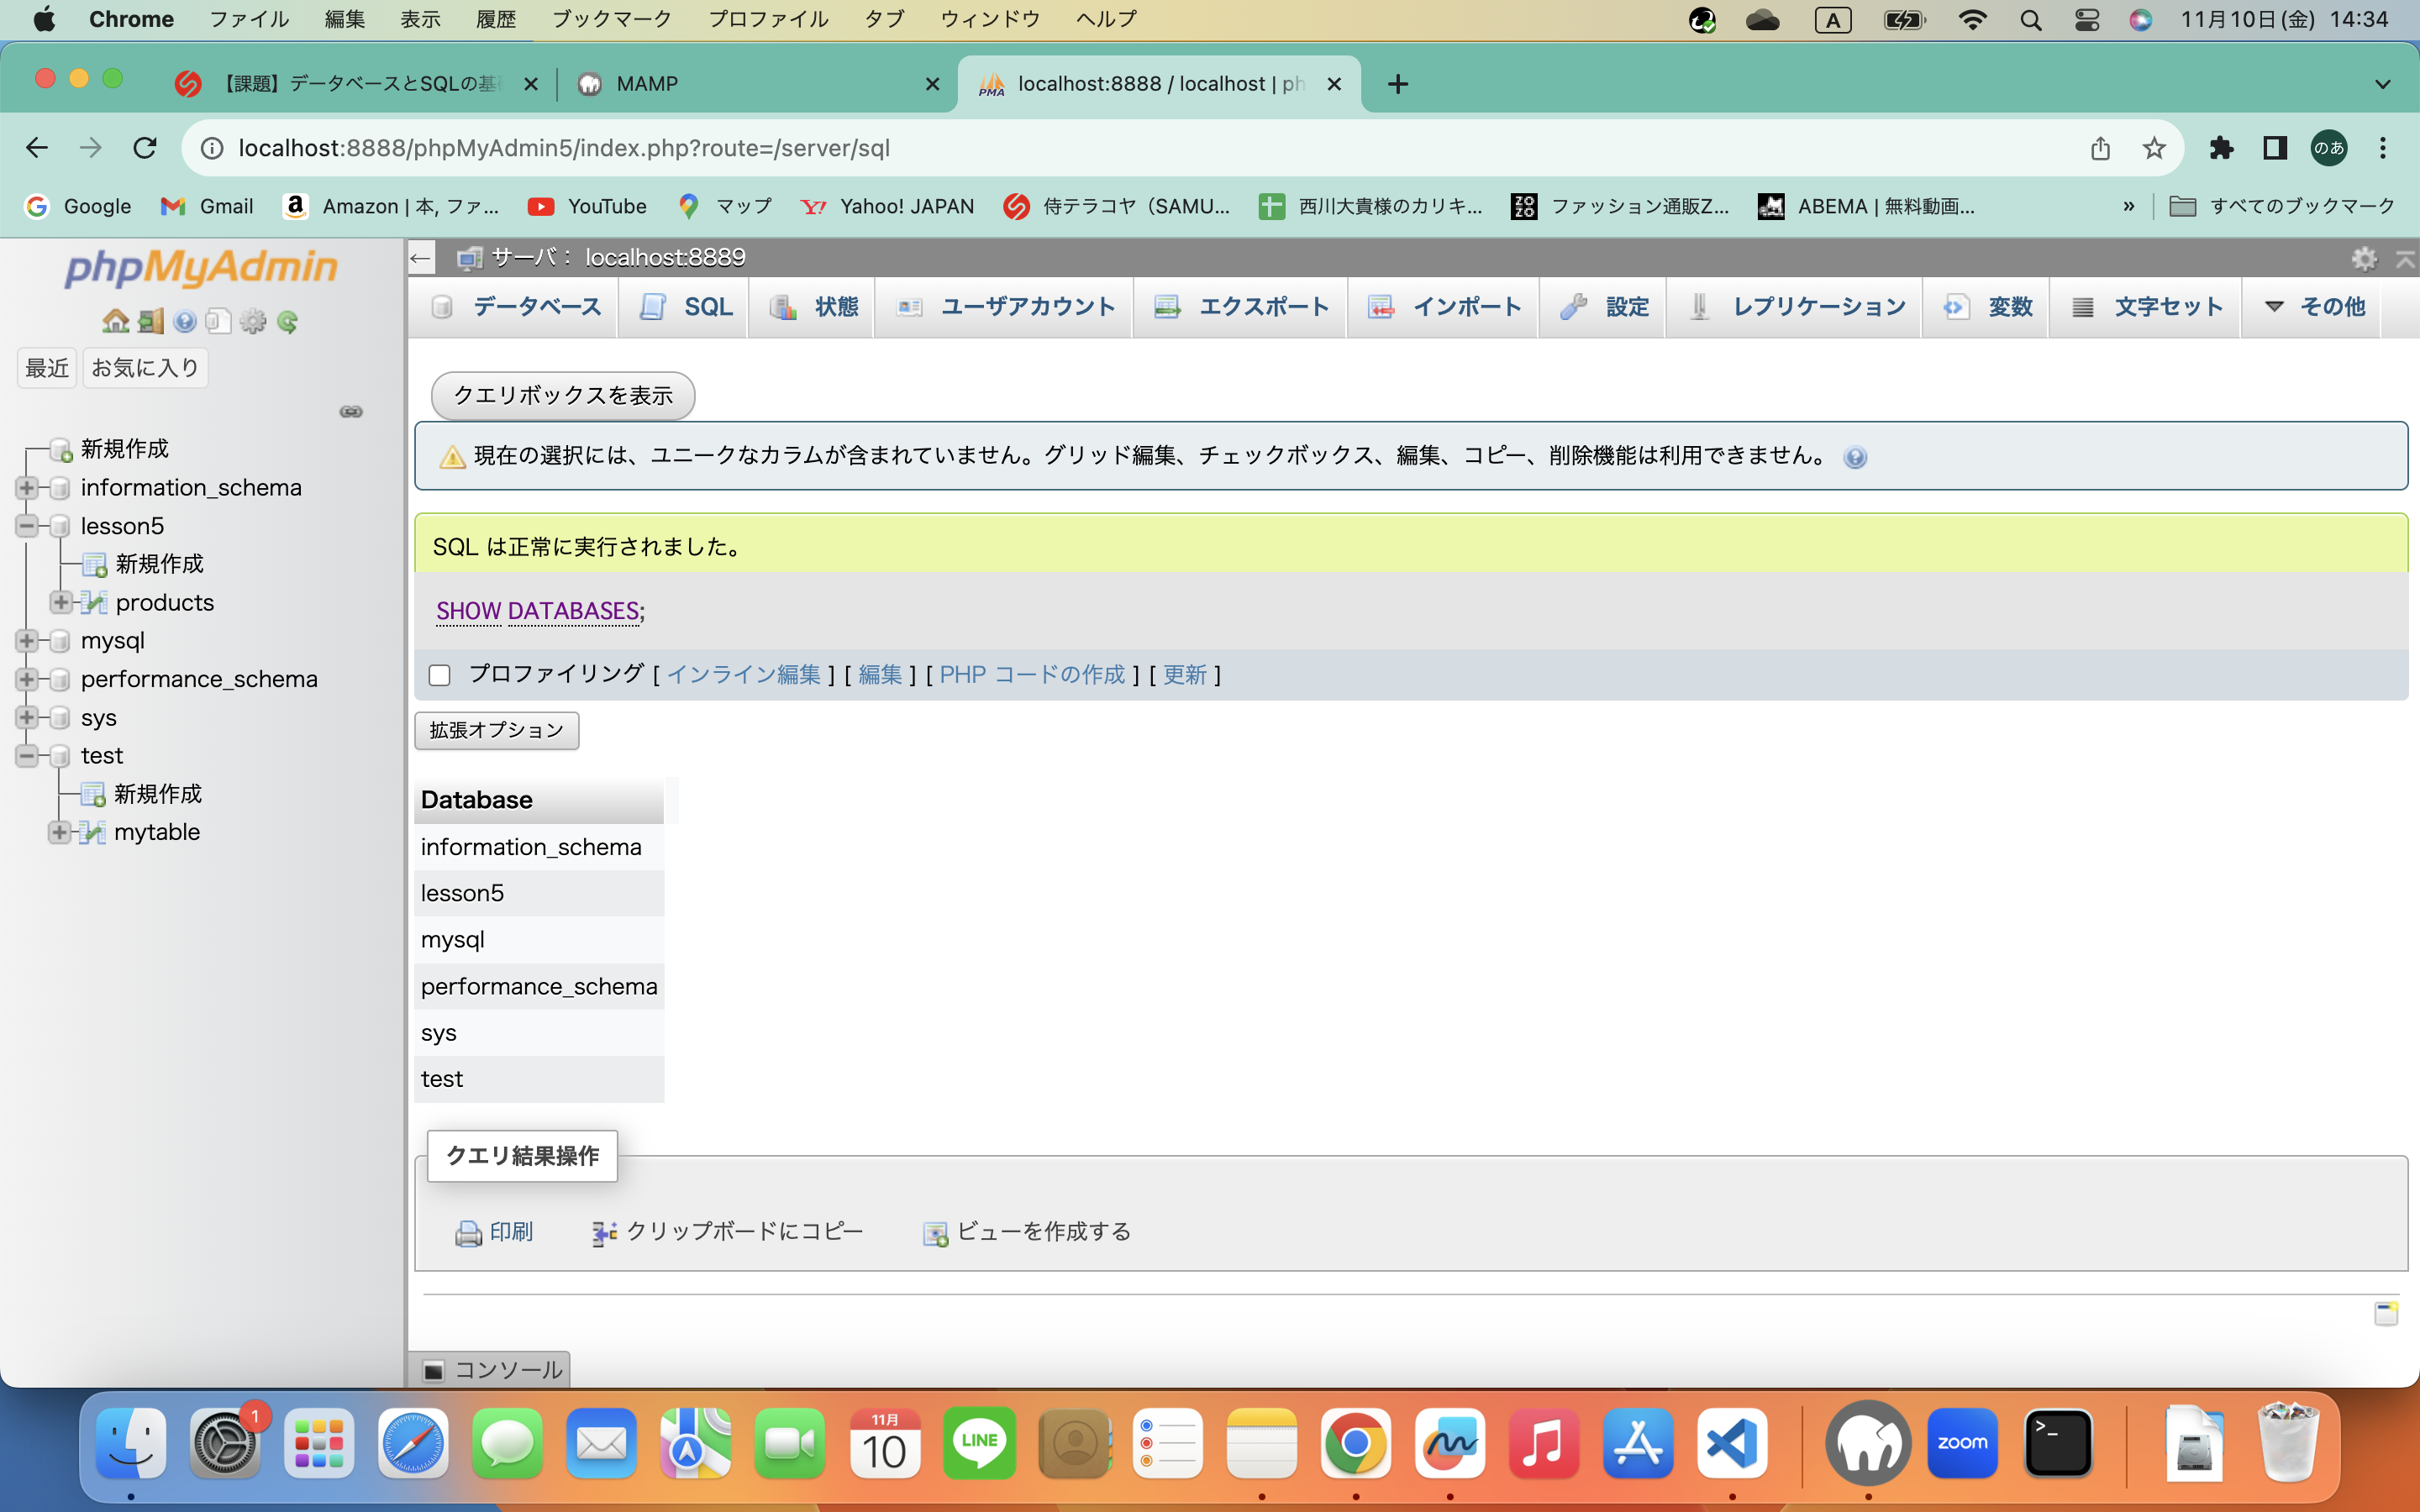 Chrome ファイル 編集 表示 履歴 ブックマーク プロファイル タブ ウィンドウ ヘルプ A 11月10日(金) 14:34
【課題】データベースとSQLの基 MAMP PMA localhost:8888 / localhost | ph
localhost:8888/phpMyAdmin5/index.php?route=/server/sql のあ
Google Gmail Amazon | 本, ファ... YouTube マップ Yahoo! JAPAN 侍テラコヤ（SAMU... 西川大貴様のカリキ... ファッション通販Z... ABEMA | 無料動画... » すべてのブックマーク
phpMyAdmin
最近 お気に入り
新規作成
information_schema
lesson5
新規作成
products
mysql
performance_schema
sys
test
新規作成
mytable
サーバ： localhost:8889
データベース SQL 状態 ユーザアカウント エクスポート インポート 設定 レプリケーション 変数 文字セット その他
クエリボックスを表示
現在の選択には、ユニークなカラムが含まれていません。グリッド編集、チェックボックス、編集、コピー、削除機能は利用できません。
SQL は正常に実行されました。
SHOW DATABASES;
プロファイリング [ インライン編集 ] [ 編集 ] [ PHP コードの作成 ] [ 更新 ]
拡張オプション
Database
information_schema
lesson5
mysql
performance_schema
sys
test
クエリ結果操作
印刷 クリップボードにコピー ビューを作成する
コンソール
1 11月 10 LINE zoom